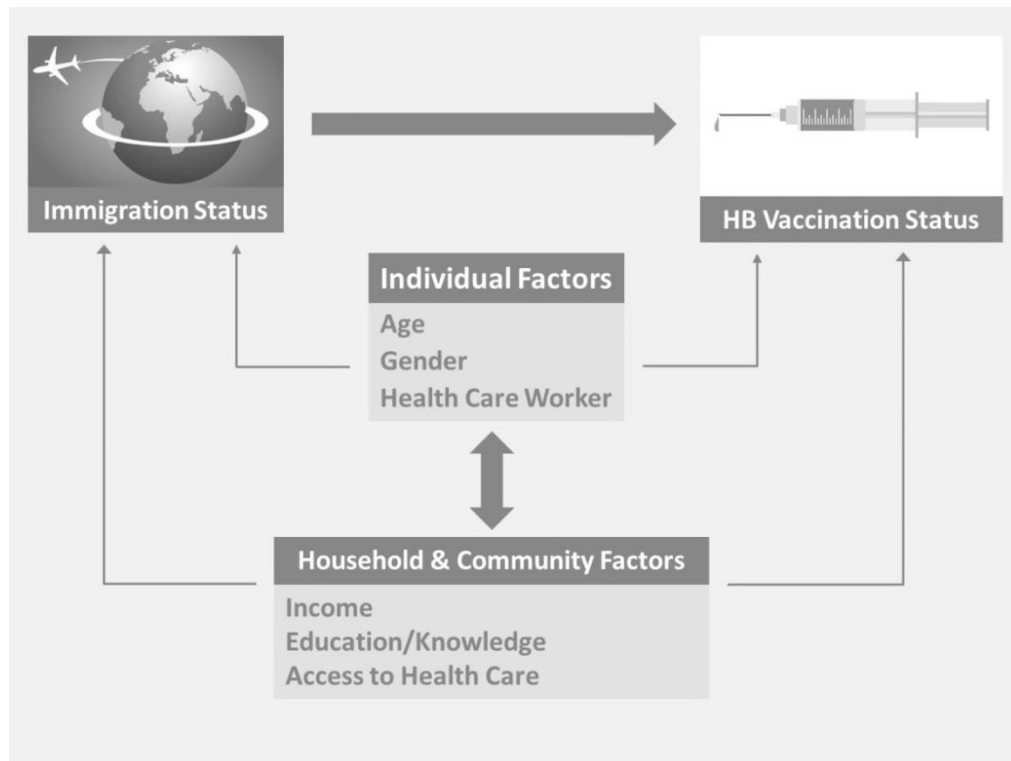 Immigration Status
HB Vaccination Status
Individual Factors
Age
Gender
Health Care Worker
Household & Community Factors
Income
Education/Knowledge
Access to Health Care